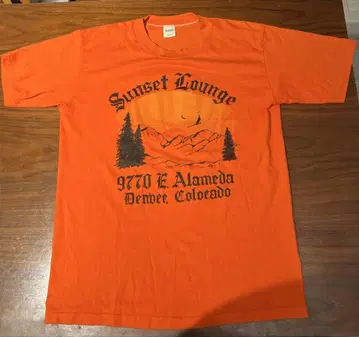 Sunset Lounge
9770 E. Alameda
Denver, Colorado